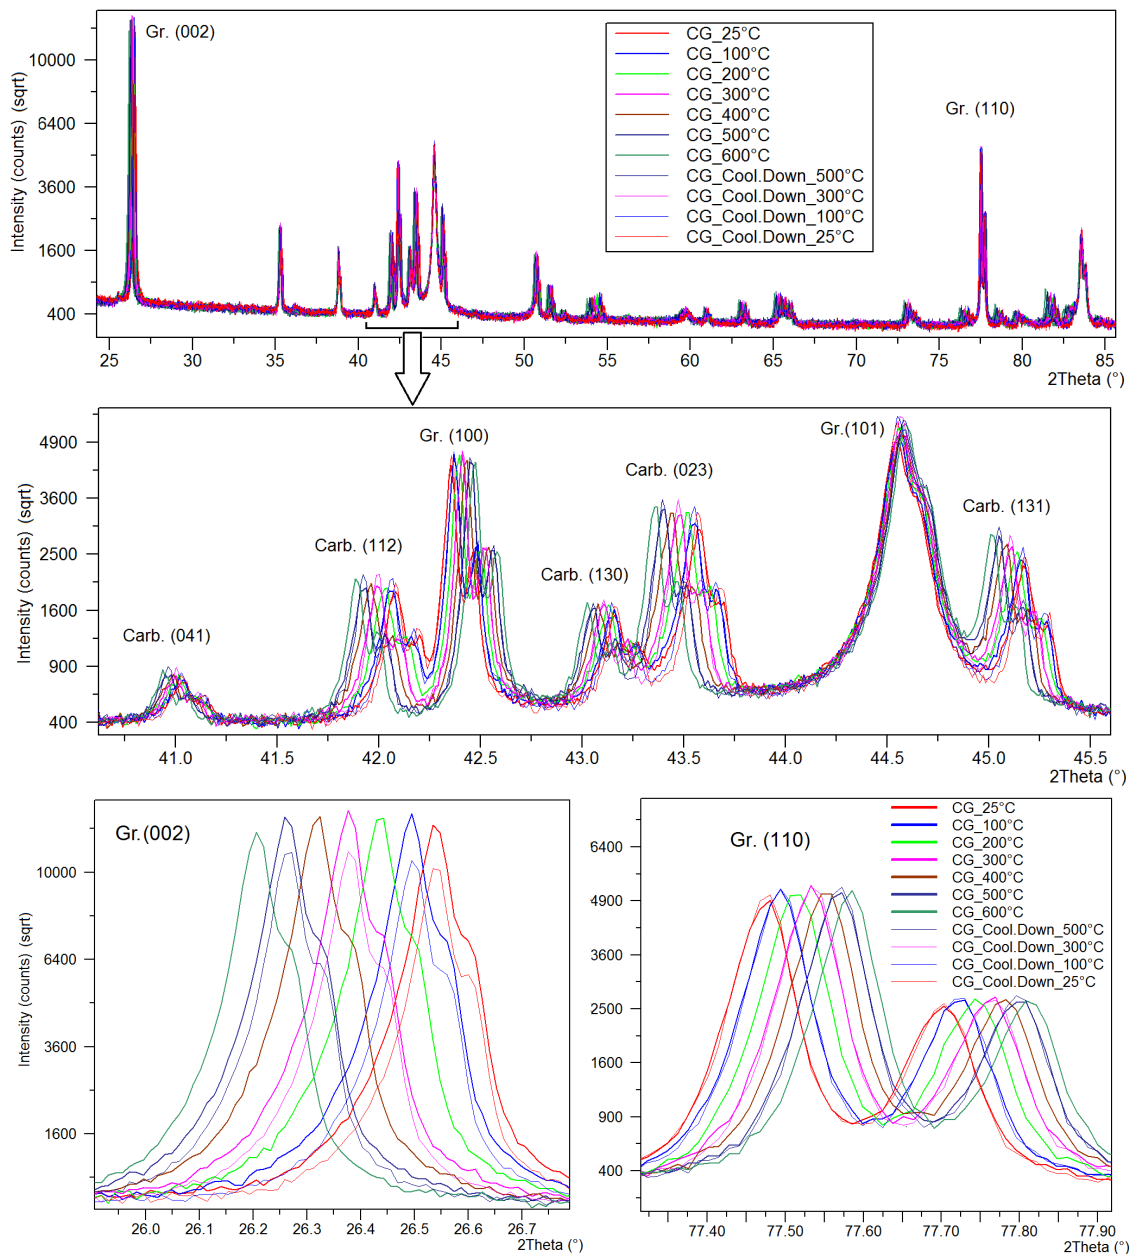 Gr. (002)
CG_25°C
CG_100°C
CG_200°C
CG_300°C
CG_400°C
CG_500°C
CG_600°C
CG_Cool.Down_500°C
CG_Cool.Down_300°C
CG_Cool.Down_100°C
CG_Cool.Down_25°C
Gr. (110)
Intensity (counts) (sqrt)
10000
6400
3600
1600
400
25 30 35 40 45 50 55 60 65 70 75 80 85
2Theta (°)
Gr. (100)
Gr.(101)
Carb. (023)
Carb. (131)
Carb. (112)
Carb. (130)
Carb. (041)
Intensity (counts) (sqrt)
4900
3600
2500
1600
900
400
41.0 41.5 42.0 42.5 43.0 43.5 44.0 44.5 45.0 45.5
2Theta (°)
Gr.(002)
Intensity (counts) (sqrt)
10000
6400
3600
1600
26.0 26.1 26.2 26.3 26.4 26.5 26.6 26.7
2Theta (°)
Gr. (110)
CG_25°C
CG_100°C
CG_200°C
CG_300°C
CG_400°C
CG_500°C
CG_600°C
CG_Cool.Down_500°C
CG_Cool.Down_300°C
CG_Cool.Down_100°C
CG_Cool.Down_25°C
Intensity (counts) (sqrt)
6400
4900
3600
2500
1600
900
400
77.40 77.50 77.60 77.70 77.80 77.90
2Theta (°)